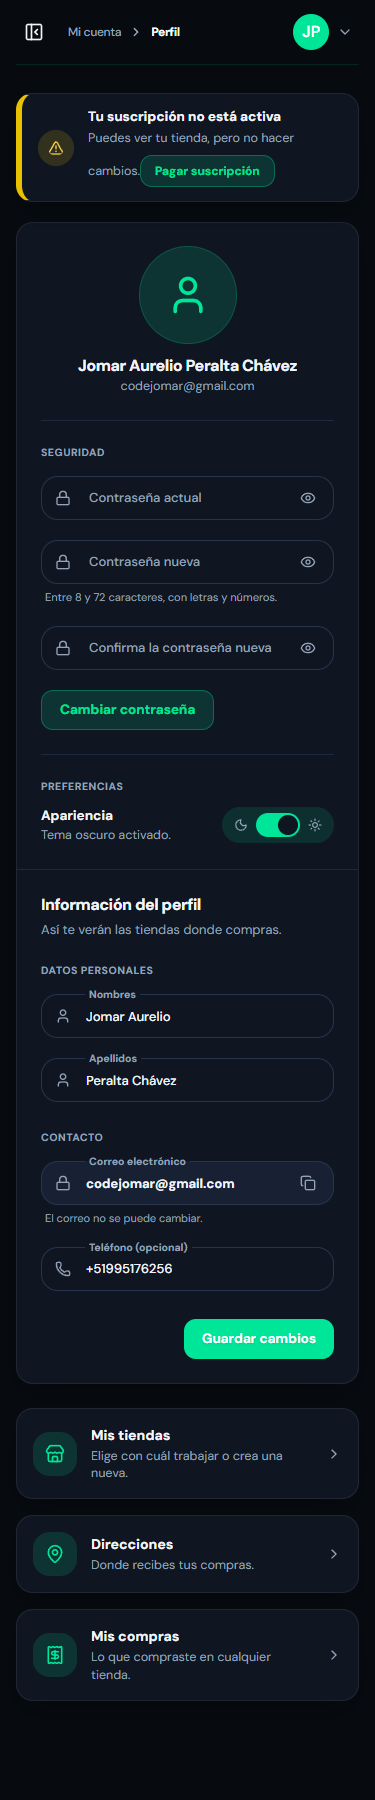 Mi cuenta > Perfil
JP
Tu suscripción no está activa
Puedes ver tu tienda, pero no hacer
cambios. Pagar suscripción
Jomar Aurelio Peralta Chávez
codejomar@gmail.com
SEGURIDAD
Contraseña actual
Contraseña nueva
Entre 8 y 72 caracteres, con letras y números.
Confirma la contraseña nueva
Cambiar contraseña
PREFERENCIAS
Apariencia
Tema oscuro activado.
Información del perfil
Así te verán las tiendas donde compras.
DATOS PERSONALES
Nombres
Jomar Aurelio
Apellidos
Peralta Chávez
CONTACTO
Correo electrónico
codejomar@gmail.com
El correo no se puede cambiar.
Teléfono (opcional)
+51995176256
Guardar cambios
Mis tiendas
Elige con cuál trabajar o crea una
nueva.
Direcciones
Donde recibes tus compras.
Mis compras
Lo que compraste en cualquier
tienda.